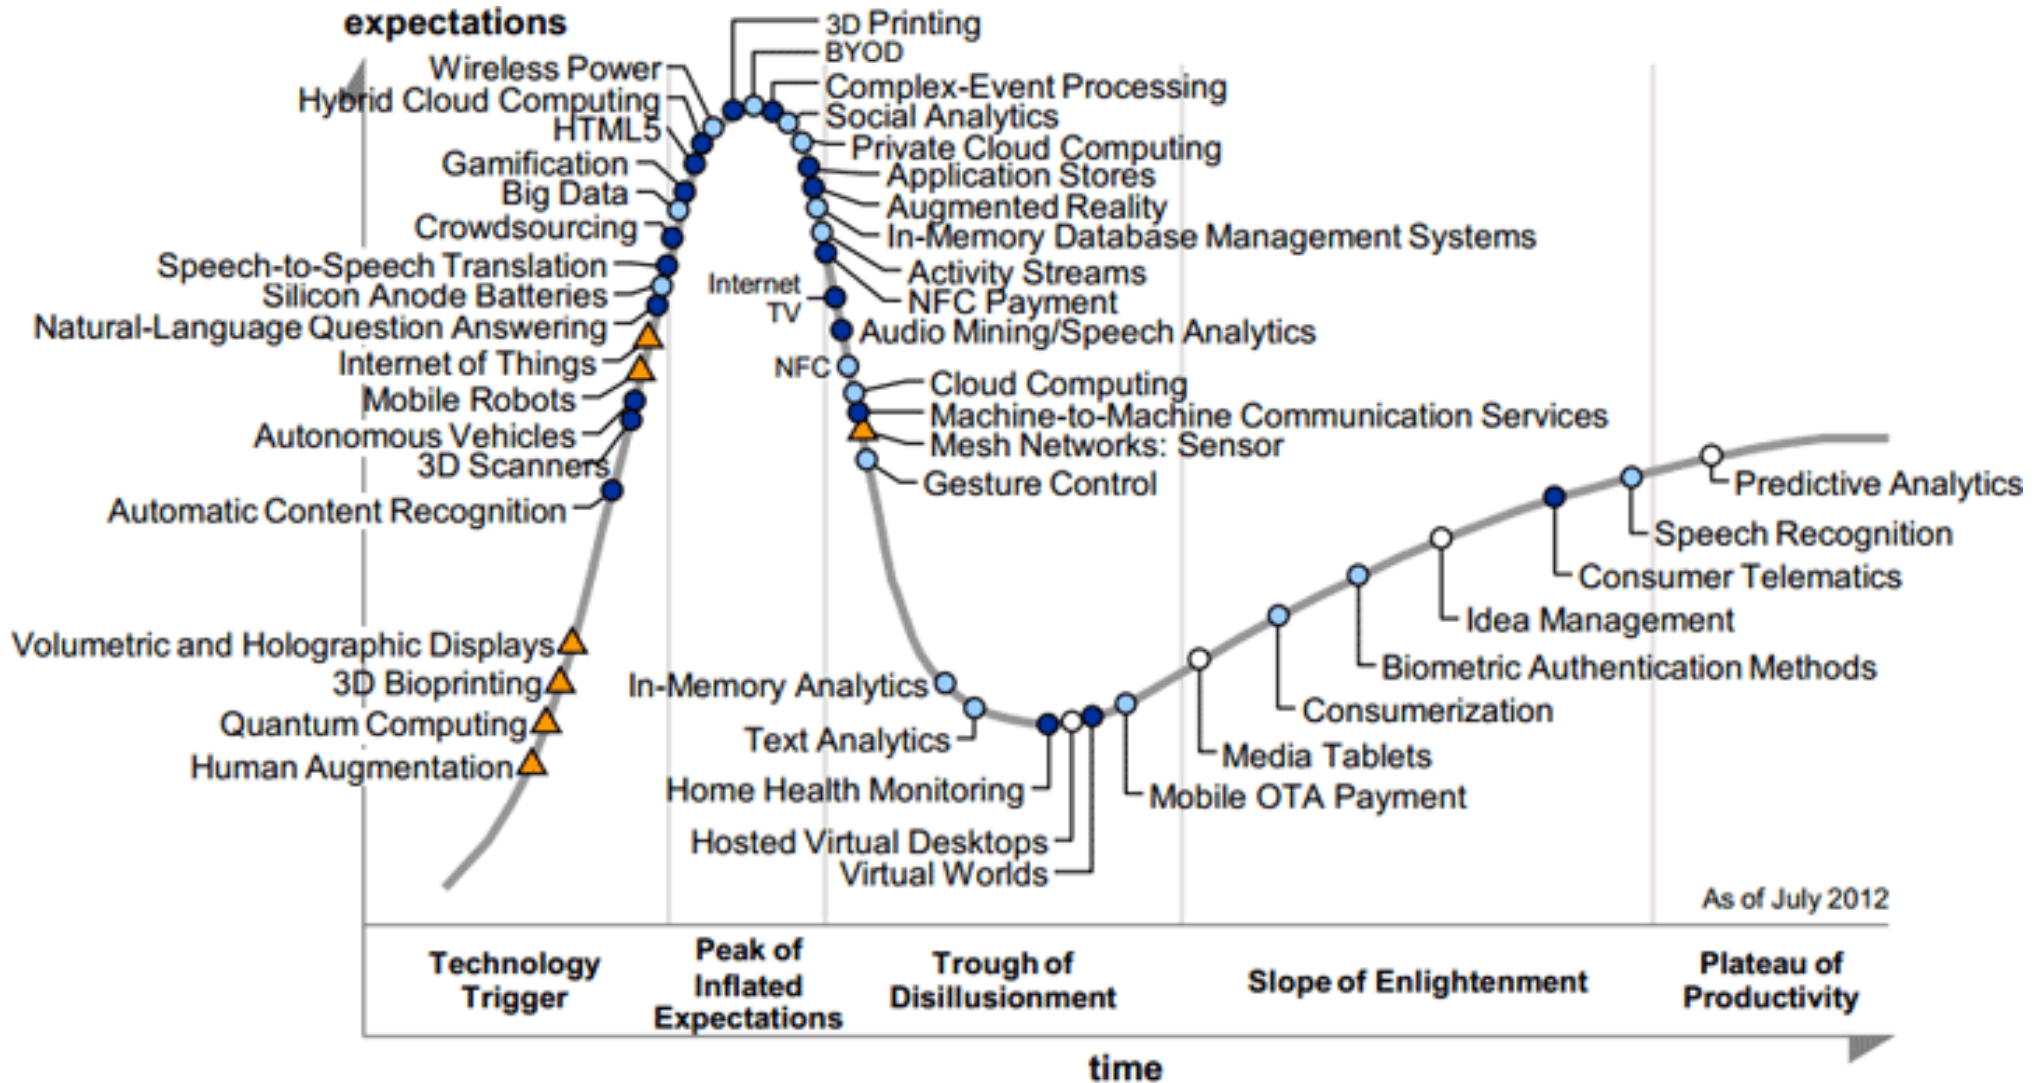 expectations
3D Printing
BYOD
Wireless Power
Complex-Event Processing
Hybrid Cloud Computing
Social Analytics
HTML5
Private Cloud Computing
Gamification
Application Stores
Big Data
Augmented Reality
Crowdsourcing
In-Memory Database Management Systems
Speech-to-Speech Translation
Activity Streams
Internet
TV
Silicon Anode Batteries
NFC Payment
Natural-Language Question Answering
Audio Mining/Speech Analytics
Internet of Things
NFC
Cloud Computing
Mobile Robots
Machine-to-Machine Communication Services
Autonomous Vehicles
Mesh Networks: Sensor
3D Scanners
Gesture Control
Automatic Content Recognition
Predictive Analytics
Speech Recognition
Consumer Telematics
Idea Management
Volumetric and Holographic Displays
Biometric Authentication Methods
3D Bioprinting
In-Memory Analytics
Consumerization
Quantum Computing
Text Analytics
Media Tablets
Human Augmentation
Home Health Monitoring
Mobile OTA Payment
Hosted Virtual Desktops
Virtual Worlds
As of July 2012
Technology
Trigger
Peak of
Inflated
Expectations
Trough of
Disillusionment
Slope of Enlightenment
Plateau of
Productivity
time